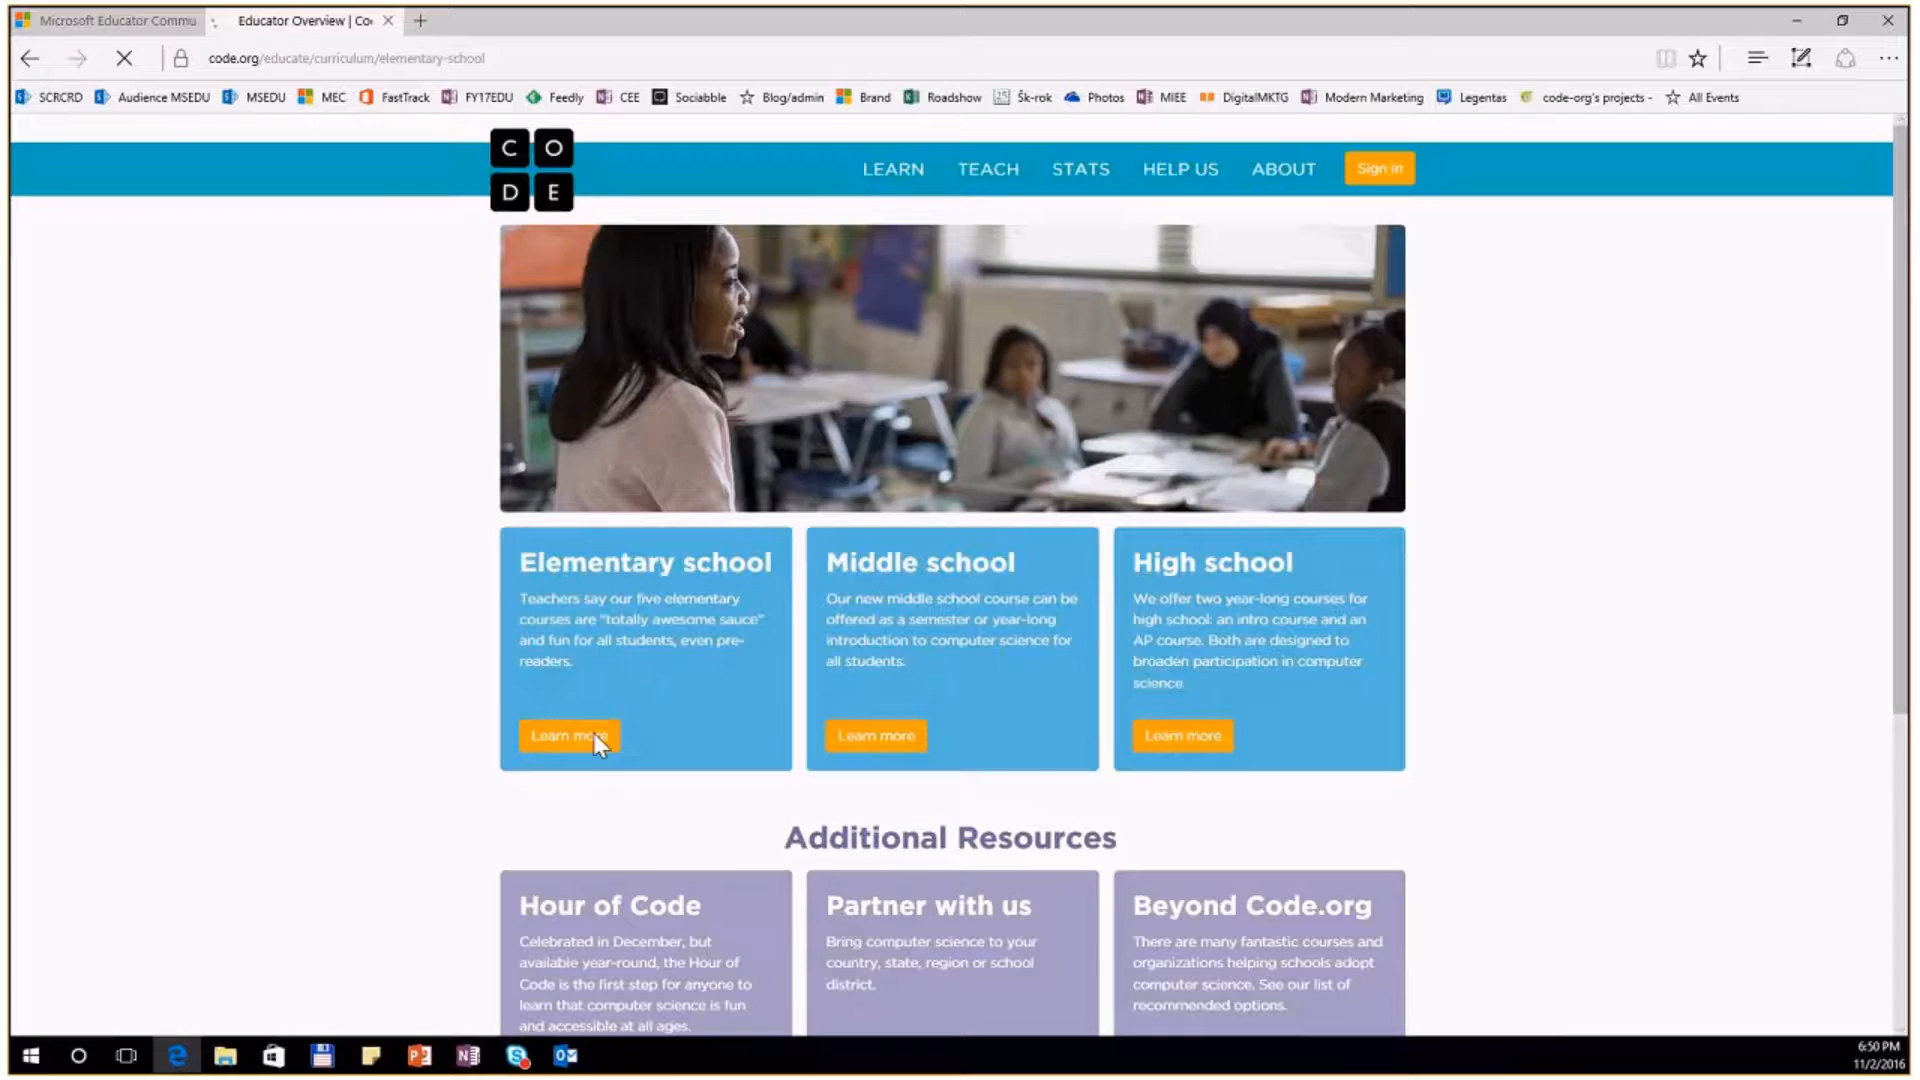 Microsoft Educator Commu
Educator Overview | Co
code.org/educate/curriculum/elementary-school
SCRCRD Audience MSEDU MSEDU MEC FastTrack FY17EDU Feedly CEE Sociabble Blog/admin Brand Roadshow Šk-rok Photos MIEE DigitalMKTG Modern Marketing Legentas code-org's projects - All Events
C O
D E
LEARN TEACH STATS HELP US ABOUT Sign in
Elementary school
Teachers say our five elementary
courses are "totally awesome sauce"
and fun for all students, even pre-
readers.
Learn more
Middle school
Our new middle school course can be
offered as a semester or year-long
introduction to computer science for
all students.
Learn more
High school
We offer two year-long courses for
high school: an intro course and an
AP course. Both are designed to
broaden participation in computer
science.
Learn more
Additional Resources
Hour of Code
Celebrated in December, but
available year-round, the Hour of
Code is the first step for anyone to
learn that computer science is fun
and accessible at all ages.
Partner with us
Bring computer science to your
country, state, region or school
district.
Beyond Code.org
There are many fantastic courses and
organizations helping schools adopt
computer science. See our list of
recommended options.
6:50 PM
11/2/2016